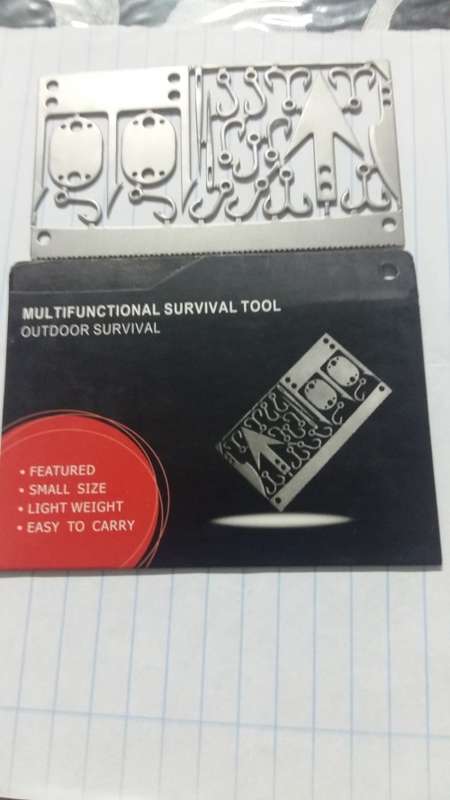 MULTIFUNCTIONAL SURVIVAL TOOL
OUTDOOR SURVIVAL
• FEATURED
• SMALL SIZE
• LIGHT WEIGHT
• EASY TO CARRY